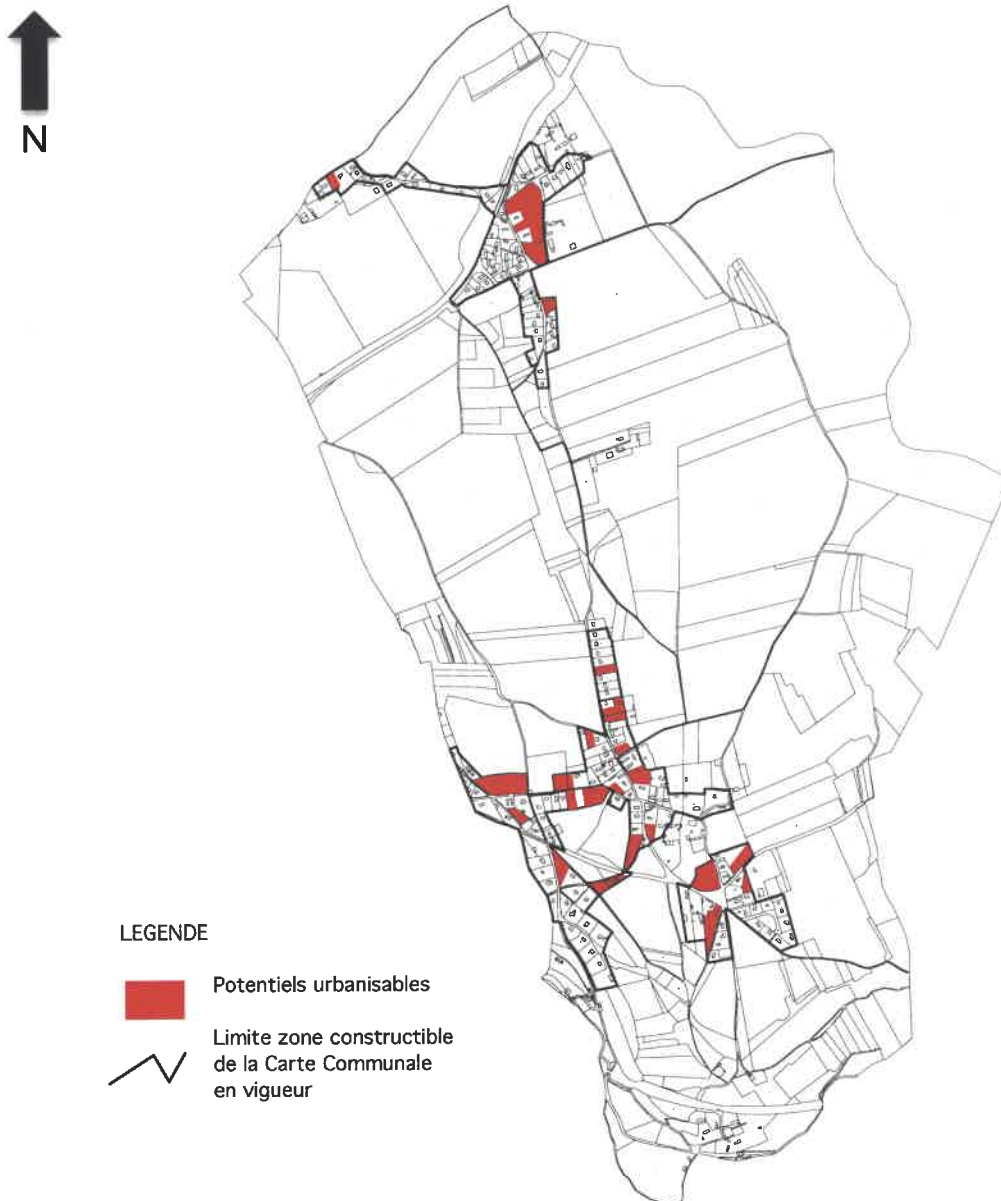 N
LEGENDE
Potentiels urbanisables
Limite zone constructible
de la Carte Communale
en vigueur